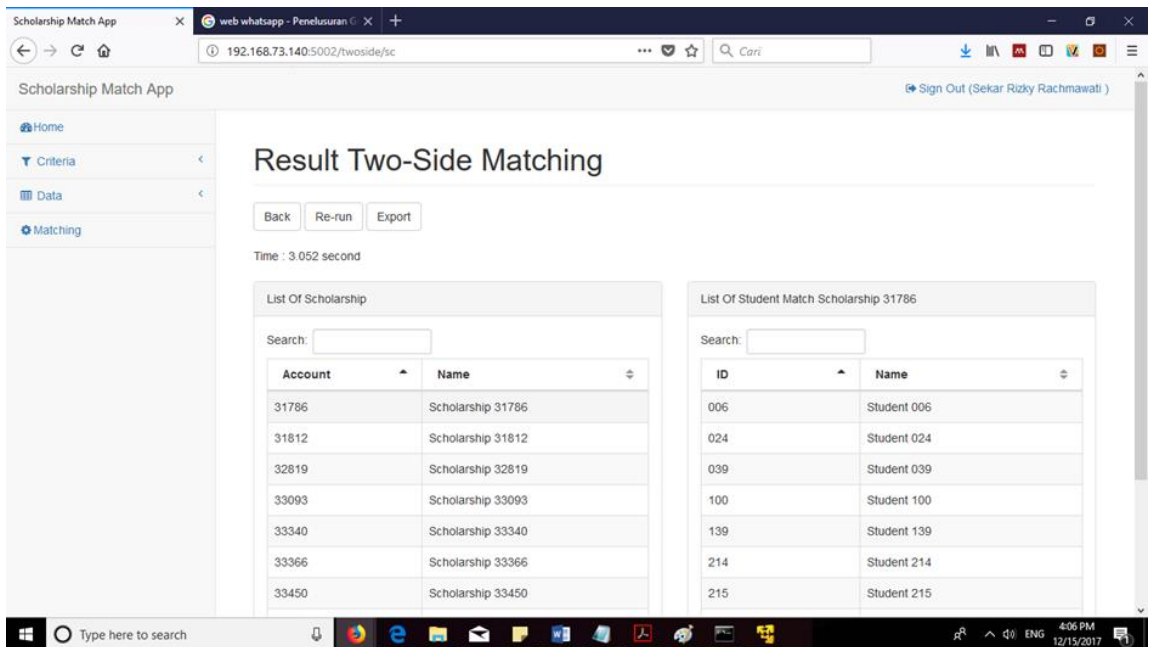 Scholarship Match App
web whatsapp - Penelusuran G
192.168.73.140:5002/twoside/sc
Cari
Scholarship Match App
Sign Out (Sekar Rizky Rachmawati )
Home
Criteria
Data
Matching
Result Two-Side Matching
Back Re-run Export
Time : 3.052 second
List Of Scholarship
Search:
Account Name
31786 Scholarship 31786
31812 Scholarship 31812
32819 Scholarship 32819
33093 Scholarship 33093
33340 Scholarship 33340
33366 Scholarship 33366
33450 Scholarship 33450
List Of Student Match Scholarship 31786
Search:
ID Name
006 Student 006
024 Student 024
039 Student 039
100 Student 100
139 Student 139
214 Student 214
215 Student 215
Type here to search
ENG
4:06 PM
12/15/2017